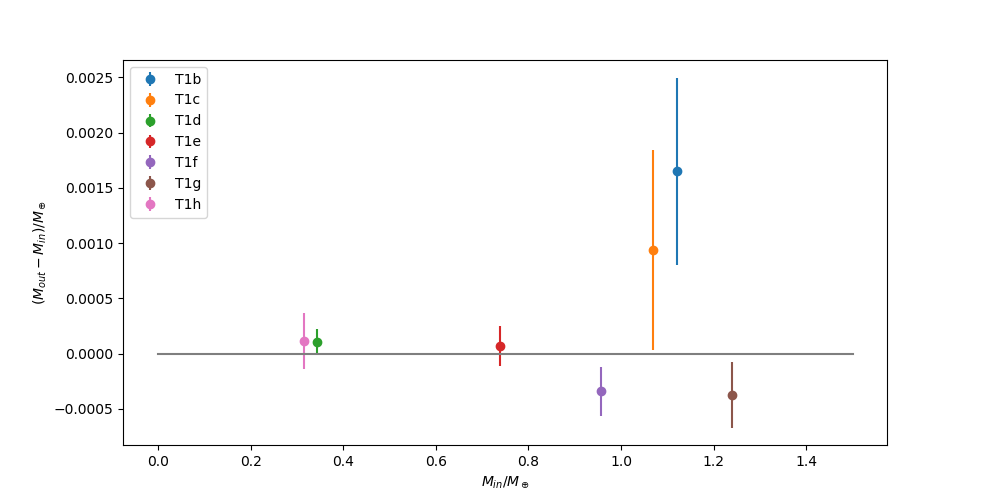 0.0025
0.0020
0.0015
0.0010
0.0005
0.0000
−0.0005
(M_out − M_in)/M_⊕
T1b
T1c
T1d
T1e
T1f
T1g
T1h
0.0 0.2 0.4 0.6 0.8 1.0 1.2 1.4
M_in/M_⊕